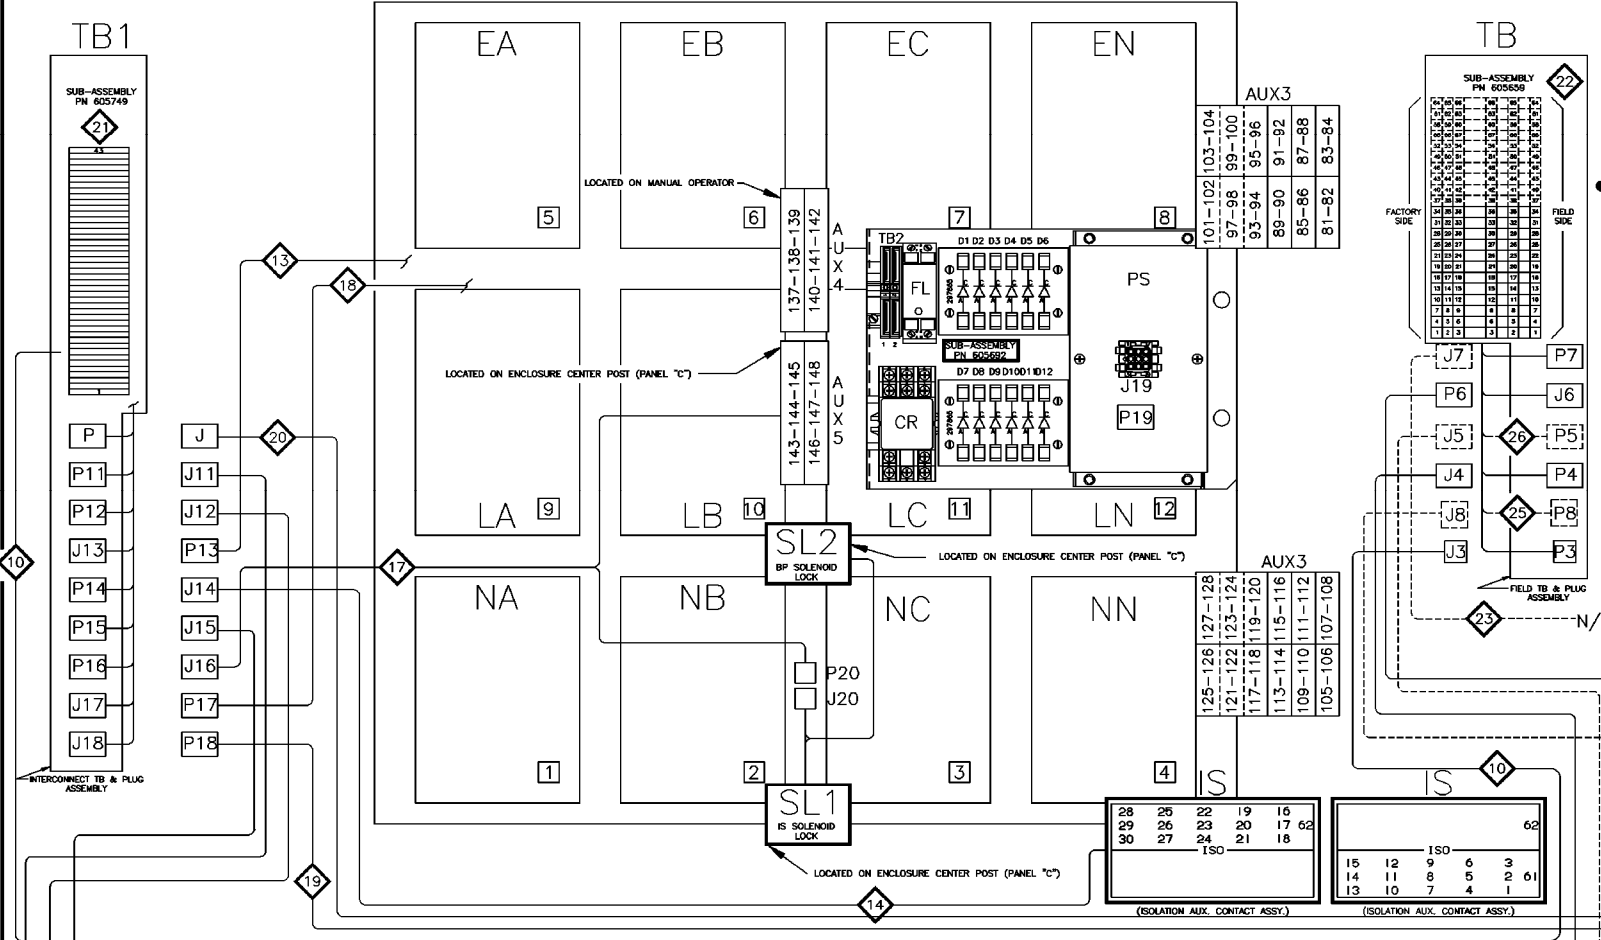 TB1
SUB-ASSEMBLY
PN 605749
21
43
1
P
P11
P12
J13
P14
P15
P16
J17
J18
INTERCONNECT TB & PLUG
ASSEMBLY
10
J
J11
J12
P13
J14
J15
J16
P17
P18
13
18
20
17
19
14
EA
5
EB
6
EC
7
EN
8
LA
9
LB
10
LC
11
LN
12
NA
1
NB
2
NC
3
NN
4
LOCATED ON MANUAL OPERATOR
137-138-139
140-141-142
AUX4
LOCATED ON ENCLOSURE CENTER POST (PANEL "C")
143-144-145
146-147-148
AUX5
TB2
1 2
FL
D1 D2 D3 D4 D5 D6
297865
SUB-ASSEMBLY
PN 605692
D7 D8 D9 D10 D11 D12
297865
CR
PS
J19
P19
SL2
BP SOLENOID
LOCK
LOCATED ON ENCLOSURE CENTER POST (PANEL "C")
P20
J20
SL1
IS SOLENOID
LOCK
LOCATED ON ENCLOSURE CENTER POST (PANEL "C")
AUX3
101-102 103-104
97-98 99-100
93-94 95-96
89-90 91-92
85-86 87-88
81-82 83-84
AUX3
125-126 127-128
121-122 123-124
117-118 119-120
113-114 115-116
109-110 111-112
105-106 107-108
IS
28 25 22 19 16
29 26 23 20 17 62
30 27 24 21 18
ISO
(ISOLATION AUX. CONTACT ASSY.)
IS
62
ISO
15 12 9 6 3
14 11 8 5 2 61
13 10 7 4 1
(ISOLATION AUX. CONTACT ASSY.)
TB
SUB-ASSEMBLY
PN 605659
22
FACTORY
SIDE
FIELD
SIDE
J7
P7
P6
J6
J5
26
P5
J4
P4
J8
25
P8
J3
P3
FIELD TB & PLUG
ASSEMBLY
23
N/
10